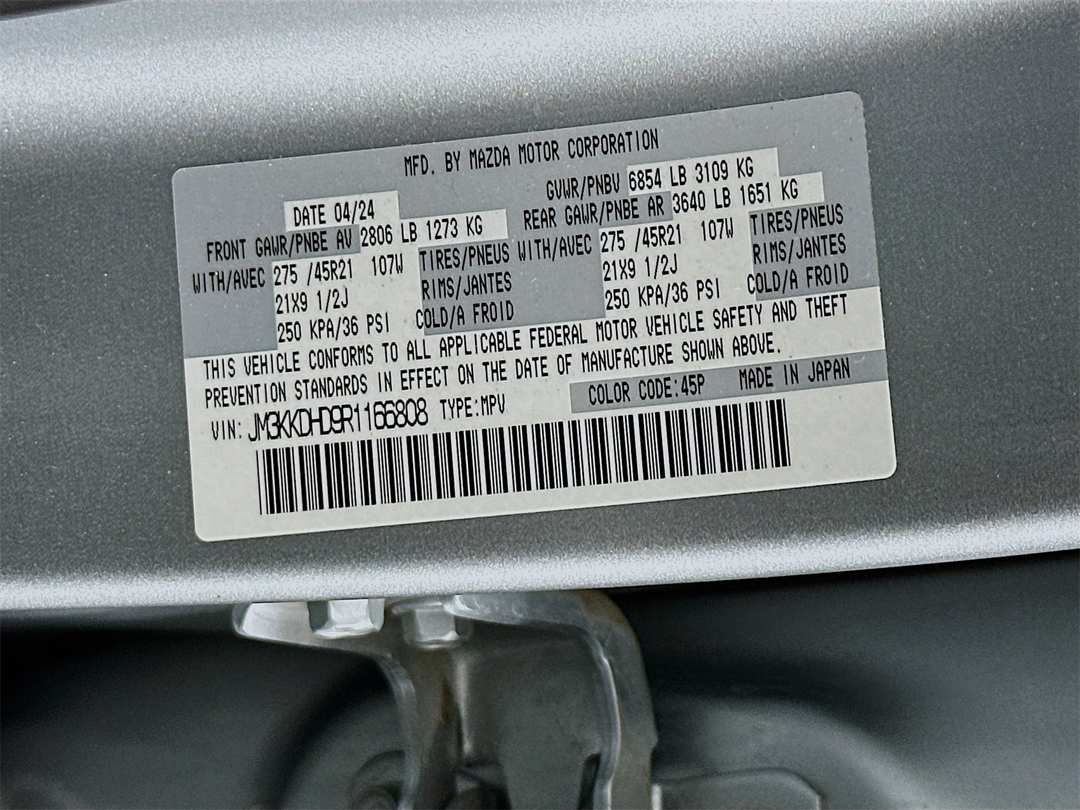 MFD. BY MAZDA MOTOR CORPORATION
DATE 04/24 GVWR/PNBV 6854 LB 3109 KG
FRONT GAWR/PNBE AV 2806 LB 1273 KG REAR GAWR/PNBE AR 3640 LB 1651 KG
WITH/AVEC 275 /45R21 107W TIRES/PNEUS WITH/AVEC 275 /45R21 107W TIRES/PNEUS
21X9 1/2J RIMS/JANTES 21X9 1/2J RIMS/JANTES
250 KPA/36 PSI COLD/A FROID 250 KPA/36 PSI COLD/A FROID
THIS VEHICLE CONFORMS TO ALL APPLICABLE FEDERAL MOTOR VEHICLE SAFETY AND THEFT
PREVENTION STANDARDS IN EFFECT ON THE DATE OF MANUFACTURE SHOWN ABOVE.
COLOR CODE:45P MADE IN JAPAN
VIN: JM3KKDHD9R1166808 TYPE:MPV